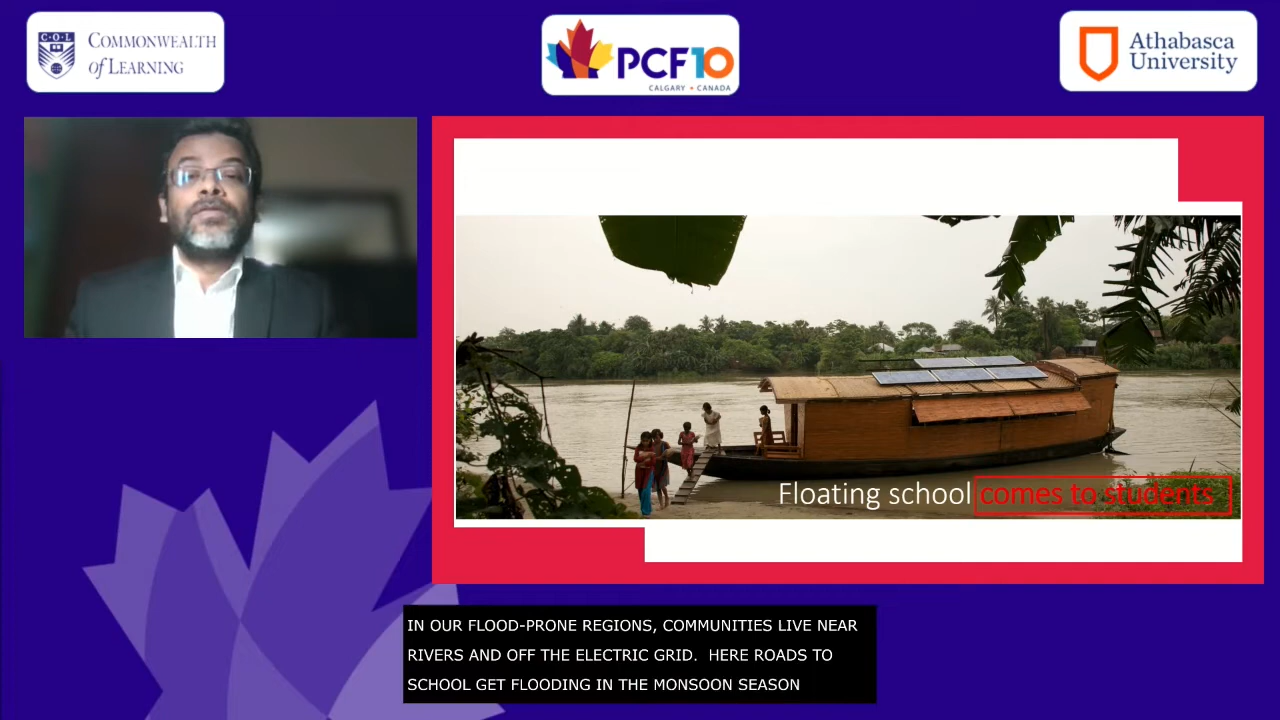 C·O·L
COMMONWEALTH
of LEARNING
PCF10
CALGARY • CANADA
Athabasca
University
Floating school comes to students
IN OUR FLOOD-PRONE REGIONS, COMMUNITIES LIVE NEAR
RIVERS AND OFF THE ELECTRIC GRID.  HERE ROADS TO
SCHOOL GET FLOODING IN THE MONSOON SEASON